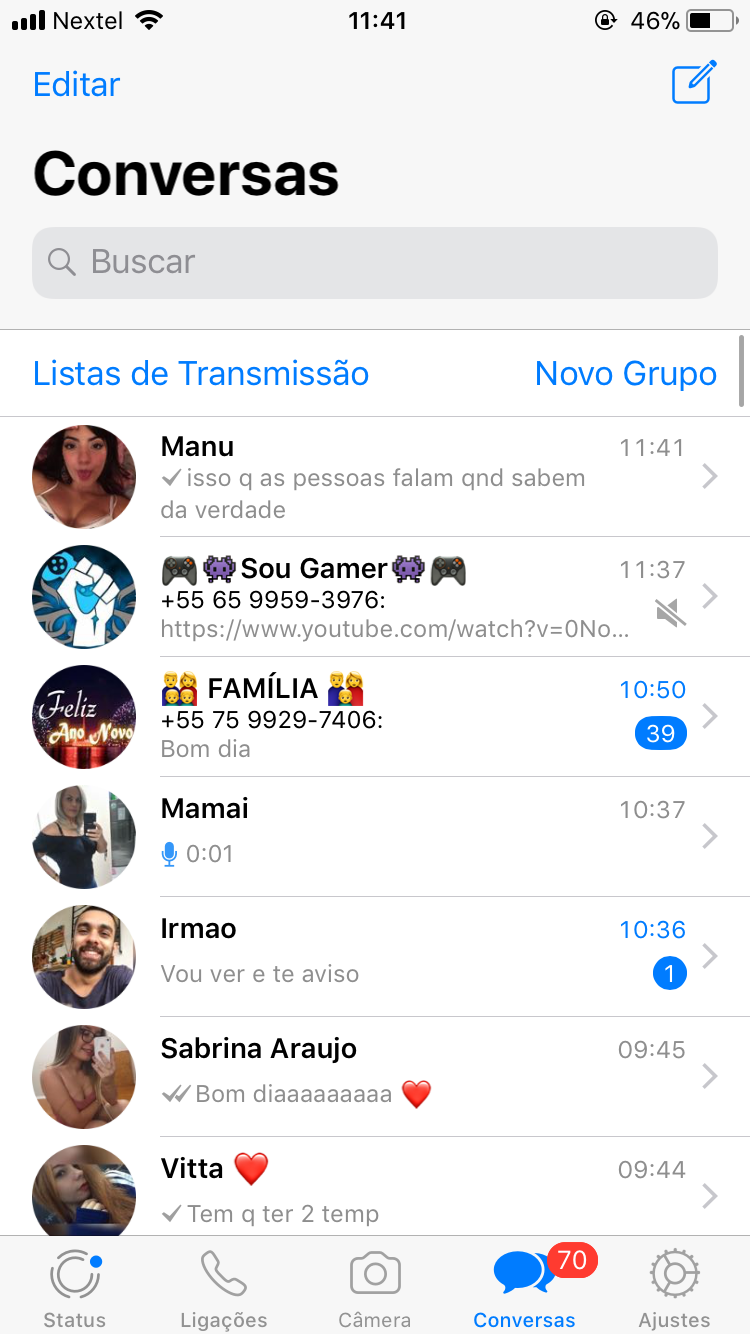 Nextel 11:41 46%
Editar
Conversas
Buscar
Listas de Transmissão Novo Grupo
Manu 11:41
isso q as pessoas falam qnd sabem
da verdade
🎮👾Sou Gamer👾🎮 11:37
+55 65 9959-3976:
https://www.youtube.com/watch?v=0No...
Feliz
Ano Novo
👨‍👩‍👧‍👦 FAMÍLIA 👨‍👩‍👦 10:50
+55 75 9929-7406:
39
Bom dia
Mamai 10:37
0:01
Irmao 10:36
Vou ver e te aviso 1
Sabrina Araujo 09:45
Bom diaaaaaaaaa ❤️
Vitta ❤️ 09:44
Tem q ter 2 temp
70
Status Ligações Câmera Conversas Ajustes